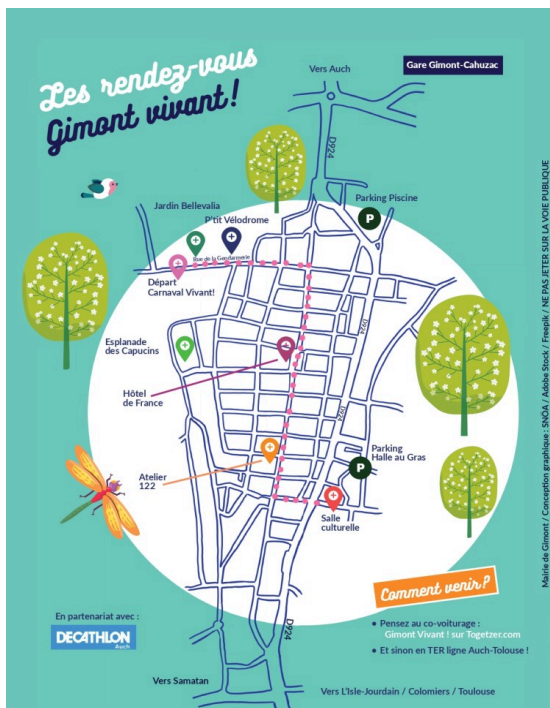 Les rendez-vous
Gimont vivant!
Vers Auch
Gare Gimont-Cahuzac
D924
Parking Piscine
P
Jardin Bellevalia
P'tit Vélodrome
Rue de la Gendarmerie
Départ
Carnaval Vivant!
Esplanade
des Capucins
D924
Hôtel
de France
D924
Atelier
122
Parking
Halle au Gras
P
Salle
culturelle
Comment venir?
En partenariat avec :
DECATHLON
Auch
• Pensez au co-voiturage :
Gimont Vivant ! sur Togetzer.com
• Et sinon en TER ligne Auch-Tolouse !
D924
Vers Samatan
Vers L'Isle-Jourdain / Colomiers / Toulouse
Mairie de Gimont / Conception graphique : SNÖA / Adobe Stock / Freepik / NE PAS JETER SUR LA VOIE PUBLIQUE